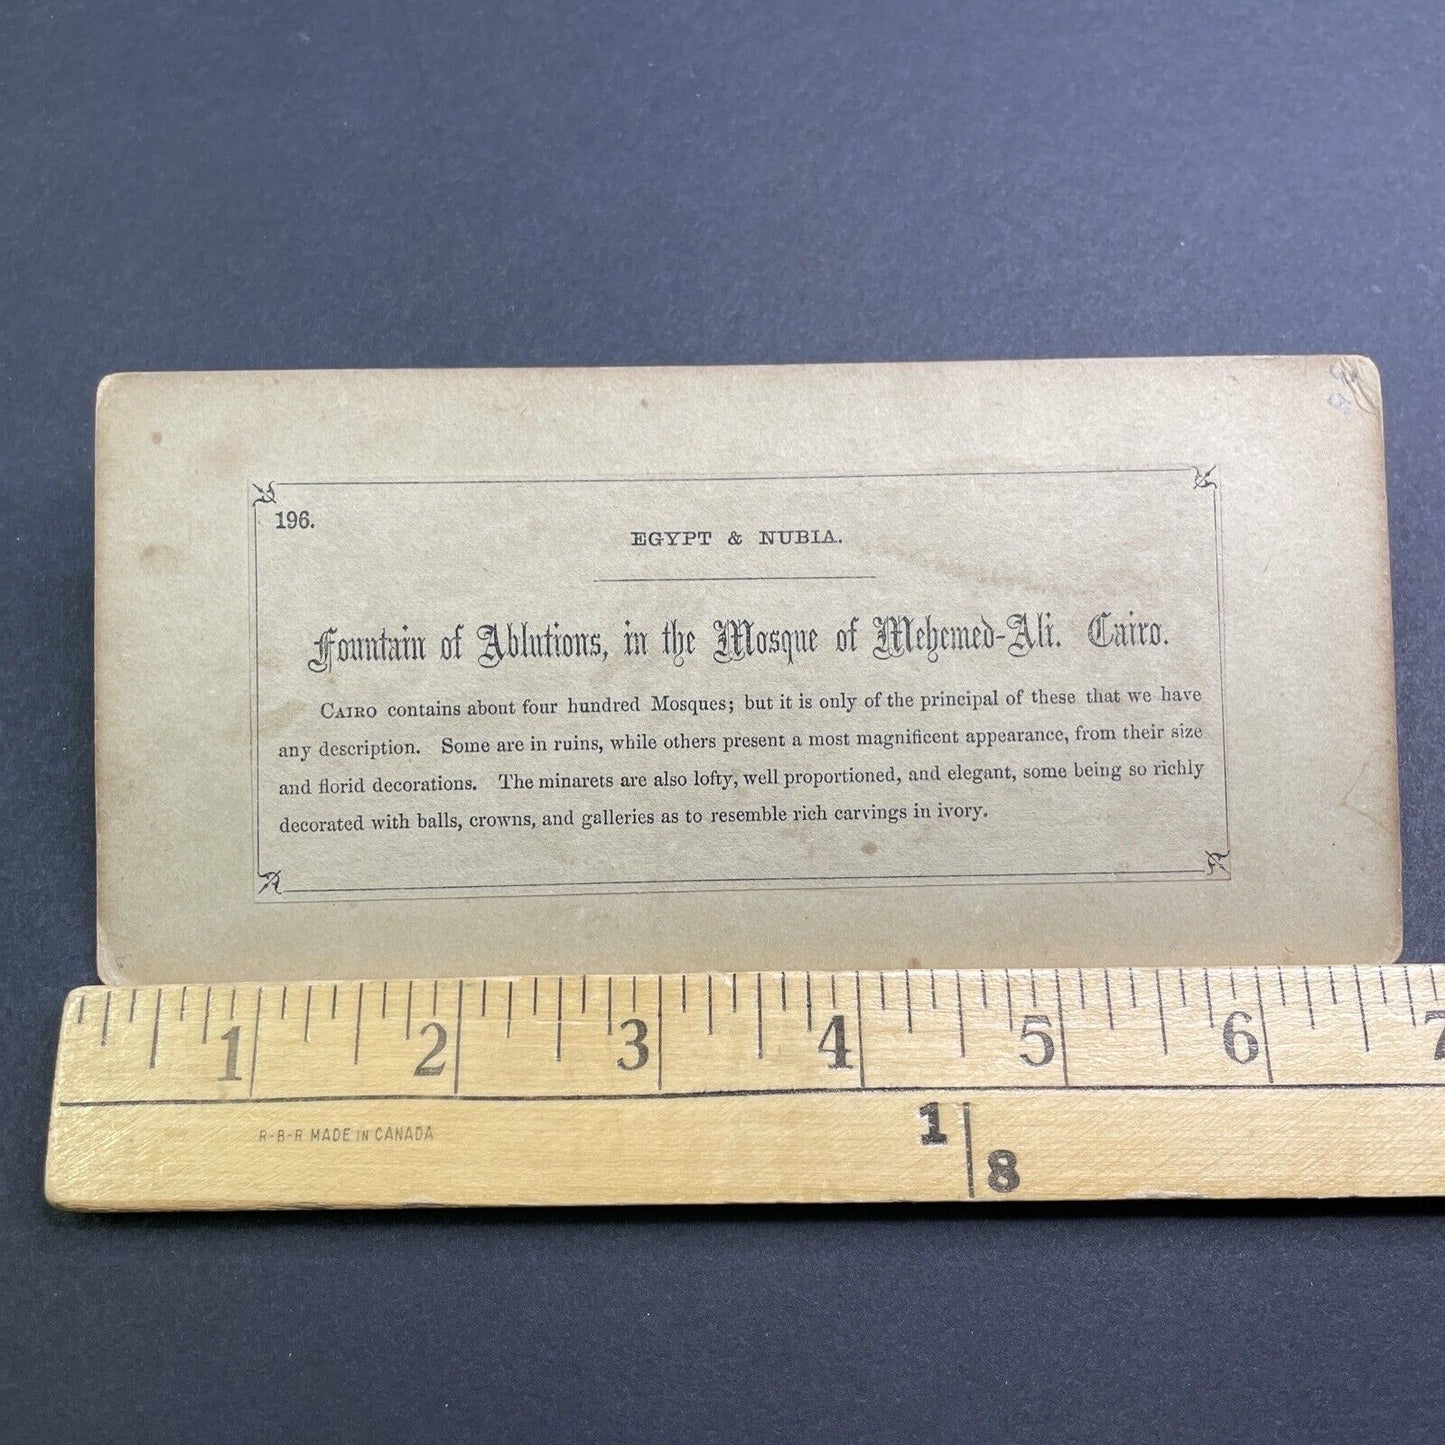 196.
EGYPT & NUBIA.
Fountain of Ablutions, in the Mosque of Mehemed-Ali. Cairo.
CAIRO contains about four hundred Mosques; but it is only of the principal of these that we have
any description. Some are in ruins, while others present a most magnificent appearance, from their size
and florid decorations. The minarets are also lofty, well proportioned, and elegant, some being so richly
decorated with balls, crowns, and galleries as to resemble rich carvings in ivory.
1 2 3 4 5 6 7
R-B-R MADE IN CANADA
1
8